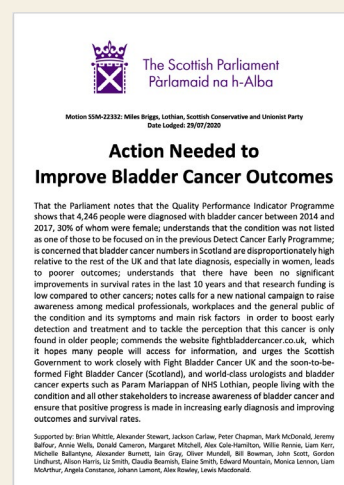 The Scottish Parliament
Pàrlamaid na h-Alba
Motion S5M-22332: Miles Briggs, Lothian, Scottish Conservative and Unionist Party
Date Lodged: 29/07/2020
Action Needed to
Improve Bladder Cancer Outcomes
That the Parliament notes that the Quality Performance Indicator Programme
shows that 4,246 people were diagnosed with bladder cancer between 2014 and
2017, 30% of whom were female; understands that the condition was not listed
as one of those to be focused on in the previous Detect Cancer Early Programme;
is concerned that bladder cancer numbers in Scotland are disproportionally high
relative to the rest of the UK and that late diagnosis, especially in women, leads
to poorer outcomes; understands that there have been no significant
improvements in survival rates in the last 10 years and that research funding is
low compared to other cancers; notes calls for a new national campaign to raise
awareness among medical professionals, workplaces and the general public of
the condition and its symptoms and main risk factors in order to boost early
detection and treatment and to tackle the perception that this cancer is only
found in older people; commends the website fightbladdercancer.co.uk, which
it hopes many people will access for information, and urges the Scottish
Government to work closely with Fight Bladder Cancer UK and the soon-to-be-
formed Fight Bladder Cancer (Scotland), and world-class urologists and bladder
cancer experts such as Param Mariappan of NHS Lothian, people living with the
condition and all other stakeholders to increase awareness of bladder cancer and
ensure that positive progress is made in increasing early diagnosis and improving
outcomes and survival rates.
Supported by: Brian Whittle, Alexander Stewart, Jackson Carlaw, Peter Chapman, Mark McDonald, Jeremy
Balfour, Annie Wells, Donald Cameron, Margaret Mitchell, Alex Cole-Hamilton, Willie Rennie, Liam Kerr,
Michelle Ballantyne, Alexander Burnett, Iain Gray, Oliver Mundell, Bill Bowman, John Scott, Gordon
Lindhurst, Alison Harris, Liz Smith, Claudia Beamish, Elaine Smith, Edward Mountain, Monica Lennon, Liam
McArthur, Angela Constance, Johann Lamont, Alex Rowley, Lewis Macdonald.